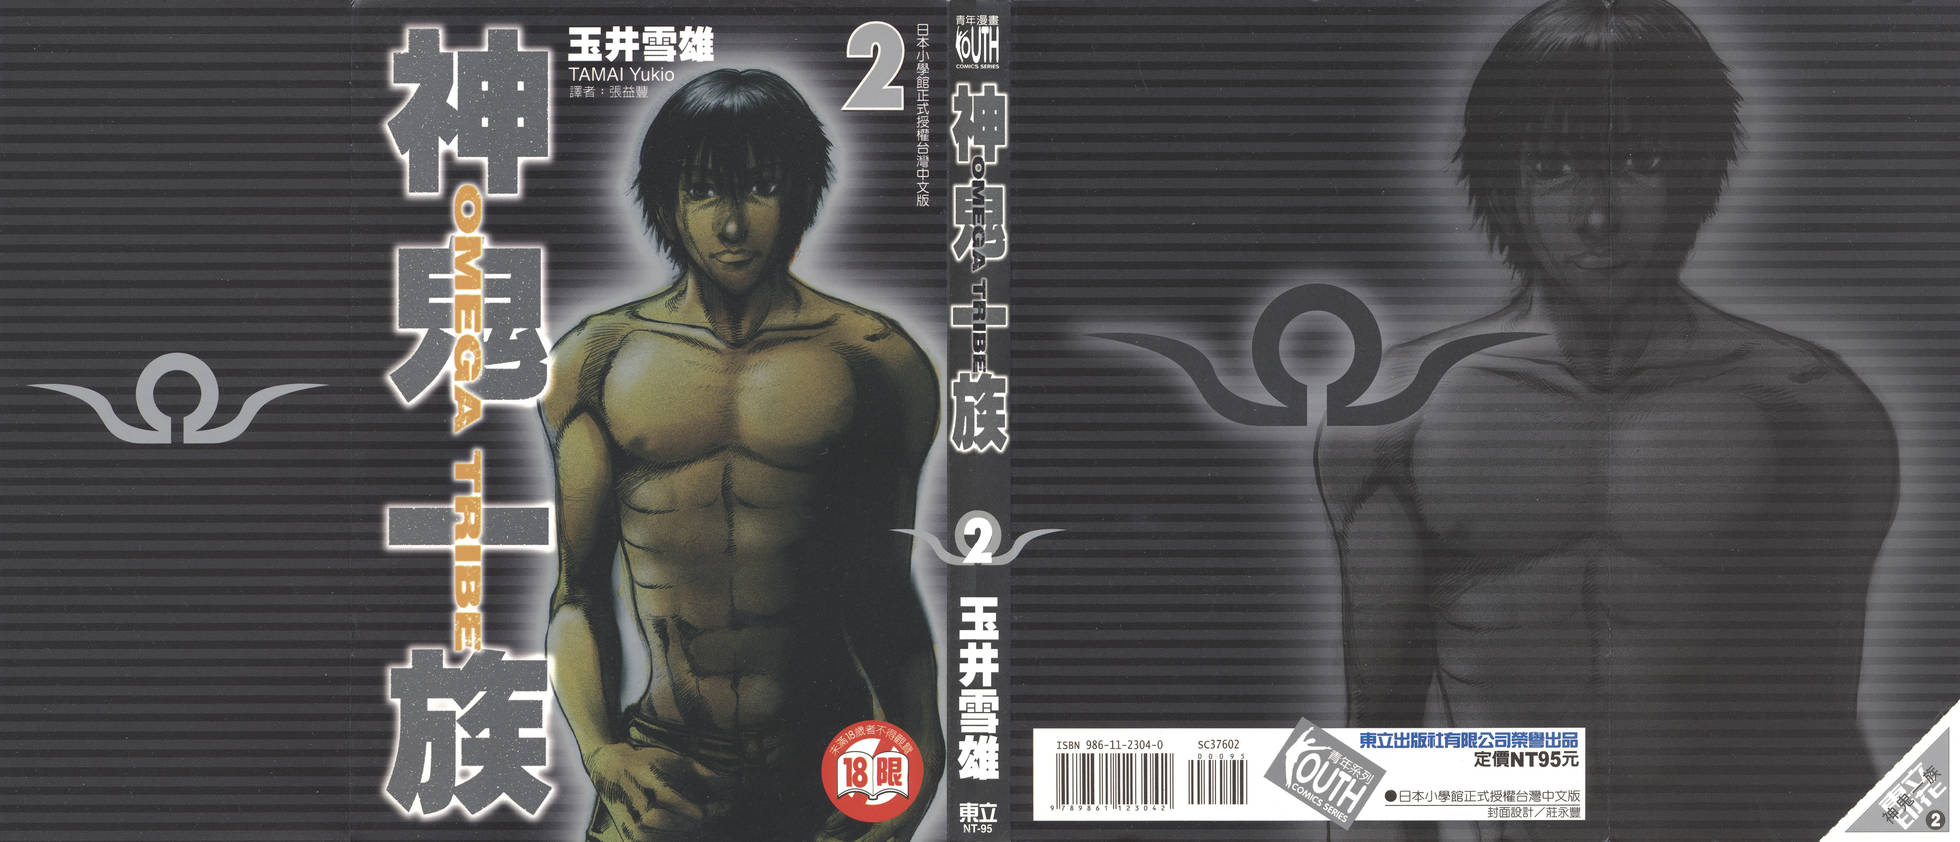 神鬼一族
OMEGA TRIBE
玉井雪雄
TAMAI Yukio
譯者：張益豐
2
日本小學館正式授權台灣中文版
未滿18歲者不得觀覽
18限
青年漫畫
YOUTH
COMICS SERIES
神鬼一族
OMEGA TRIBE
2
玉井雪雄
東立
NT-95
ISBN 986-11-2304-0
9789861123042
SC37602
00095
青年系列
YOUTH
COMICS SERIES
東立出版社有限公司榮譽出品
定價NT95元
●日本小學館正式授權台灣中文版
封面設計／莊永豐
神鬼一族
2